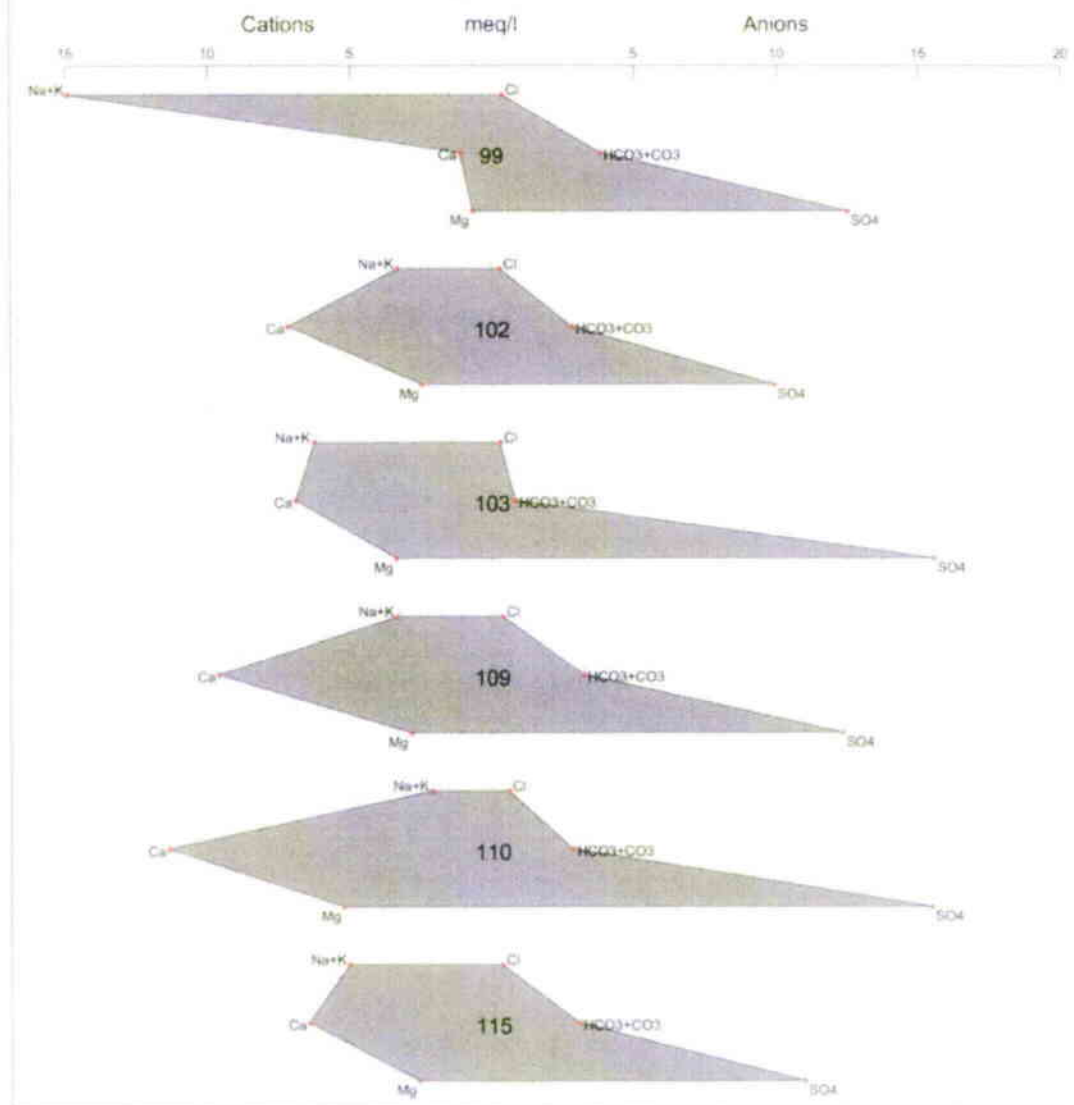 Cations meq/l Anions
15 10 5 5 10 15 20
Na+K Cl
Ca 99 HCO3+CO3
Mg SO4
Na+K Cl
Ca 102 HCO3+CO3
Mg SO4
Na+K Cl
Ca 103 HCO3+CO3
Mg SO4
Na+K Cl
Ca 109 HCO3+CO3
Mg SO4
Na+K Cl
Ca 110 HCO3+CO3
Mg SO4
Na+K Cl
Ca 115 HCO3+CO3
Mg SO4